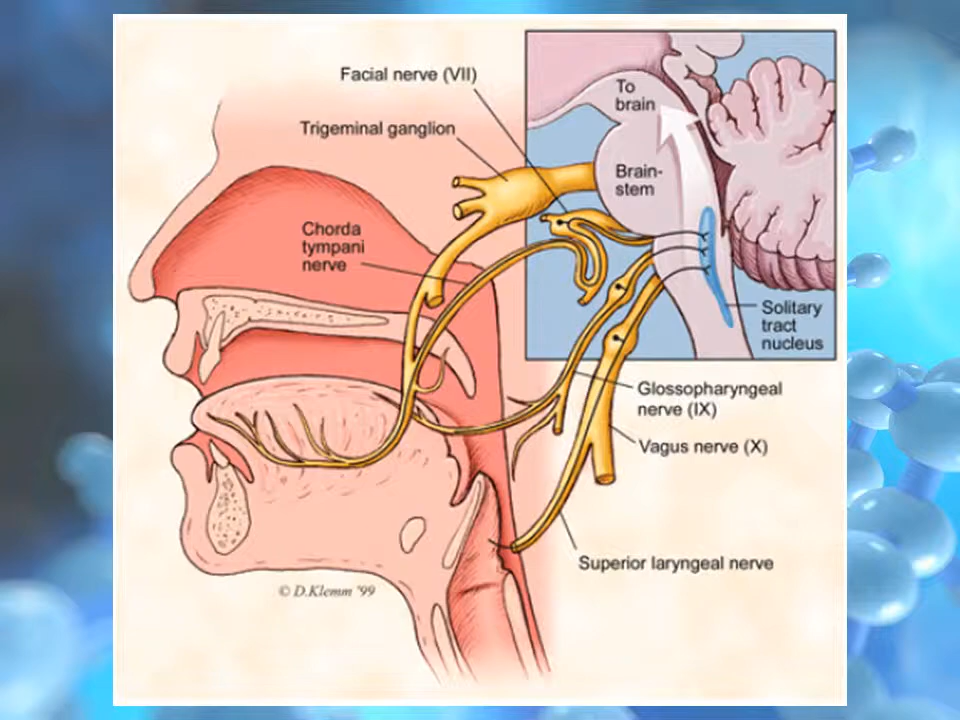 Facial nerve (VII)
Trigeminal ganglion
Chorda
tympani
nerve
To
brain
Brain-
stem
Solitary
tract
nucleus
Glossopharyngeal
nerve (IX)
Vagus nerve (X)
Superior laryngeal nerve
© D.Klemm '99